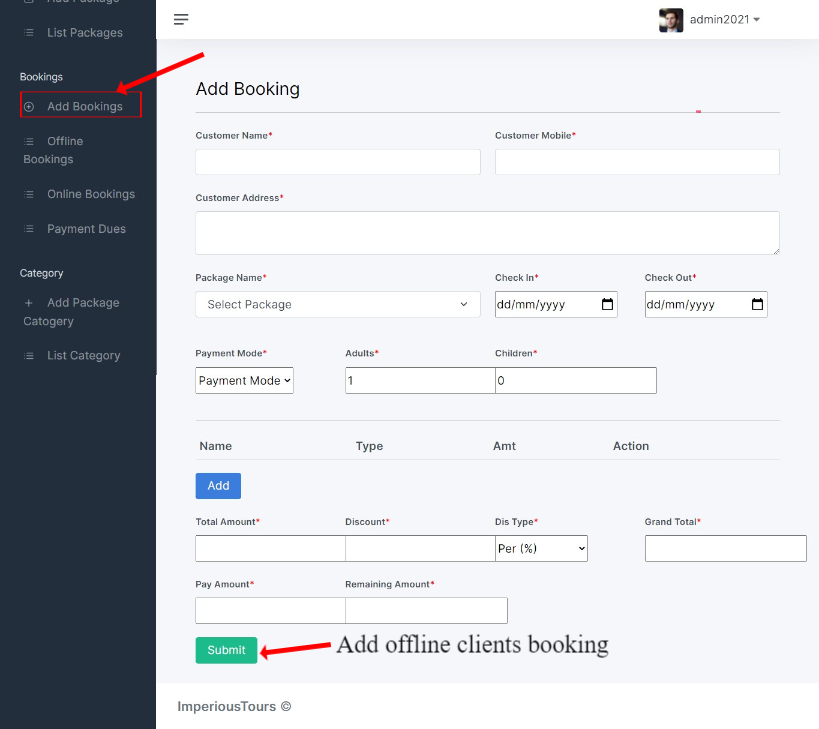 Add Package
List Packages
Bookings
Add Bookings
Offline
Bookings
Online Bookings
Payment Dues
Category
Add Package
Catogery
List Category
admin2021
Add Booking
Customer Name*
Customer Mobile*
Customer Address*
Package Name*
Check In*
Check Out*
Select Package
dd/mm/yyyy
dd/mm/yyyy
Payment Mode*
Adults*
Children*
Payment Mode
1
0
Name
Type
Amt
Action
Add
Total Amount*
Discount*
Dis Type*
Grand Total*
Per (%)
Pay Amount*
Remaining Amount*
Submit
Add offline clients booking
ImperiousTours ©